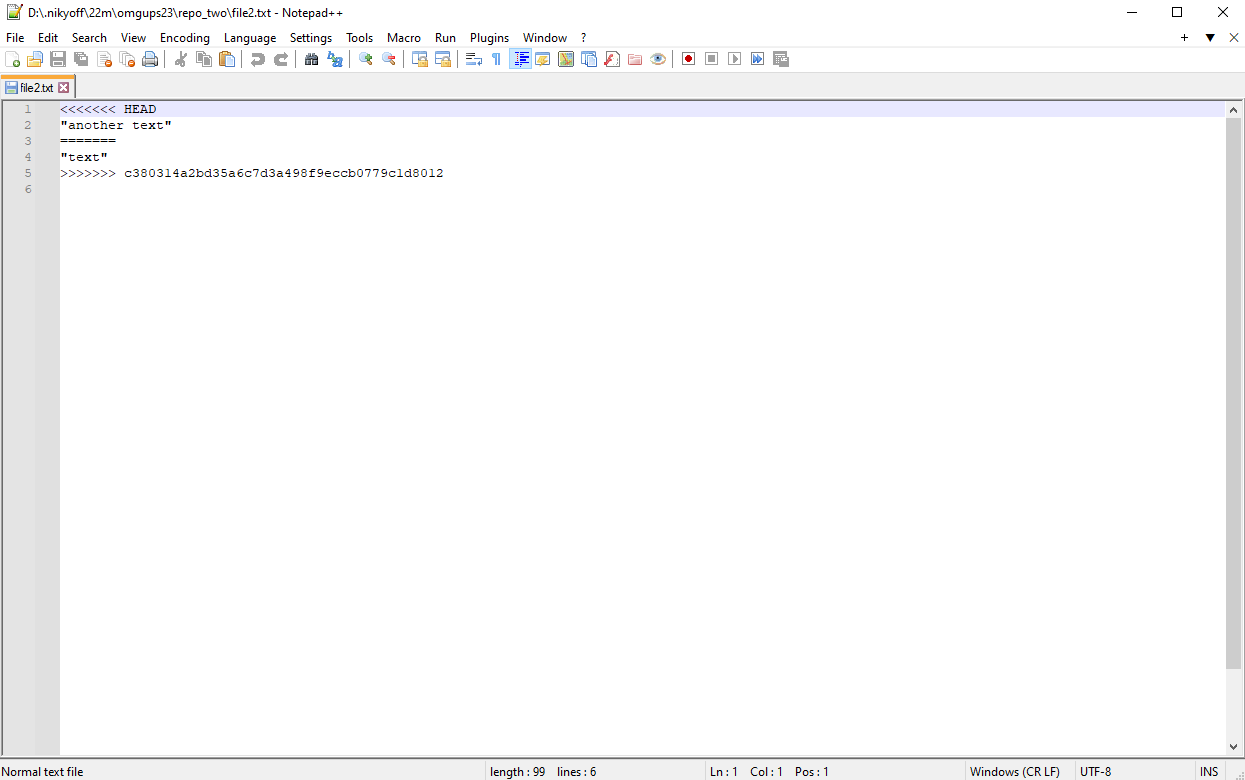 D:\.nikyoff\22m\omgups23\repo_two\file2.txt - Notepad++
File Edit Search View Encoding Language Settings Tools Macro Run Plugins Window ?
file2.txt
1 <<<<<<< HEAD
2 "another text"
3 =======
4 "text"
5 >>>>>>> c380314a2bd35a6c7d3a498f9eccb0779c1d8012
6
Normal text file length : 99 lines : 6 Ln : 1 Col : 1 Pos : 1 Windows (CR LF) UTF-8 INS